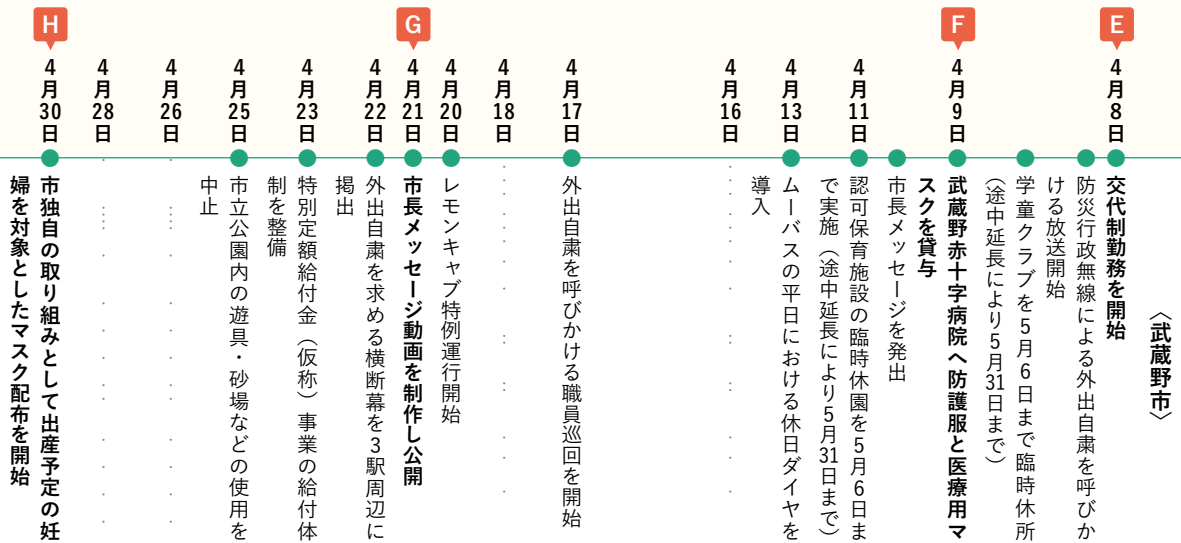 〈武蔵野市〉
E
4月8日
交代制勤務を開始
防災行政無線による外出自粛を呼びか
ける放送開始
学童クラブを5月6日まで臨時休所
（途中延長により5月31日まで）
F
4月9日
武蔵野赤十字病院へ防護服と医療用マ
スクを貸与
市長メッセージを発出
4月11日
認可保育施設の臨時休園を5月6日ま
で実施（途中延長により5月31日まで）
4月13日
ムーバスの平日における休日ダイヤを
導入
4月16日
4月17日
外出自粛を呼びかける職員巡回を開始
4月18日
4月20日
レモンキャブ特例運行開始
G
4月21日
市長メッセージ動画を制作し公開
4月22日
外出自粛を求める横断幕を3駅周辺に
掲出
4月23日
特別定額給付金（仮称）事業の給付体
制を整備
4月25日
市立公園内の遊具・砂場などの使用を
中止
4月26日
4月28日
H
4月30日
市独自の取り組みとして出産予定の妊
婦を対象としたマスク配布を開始